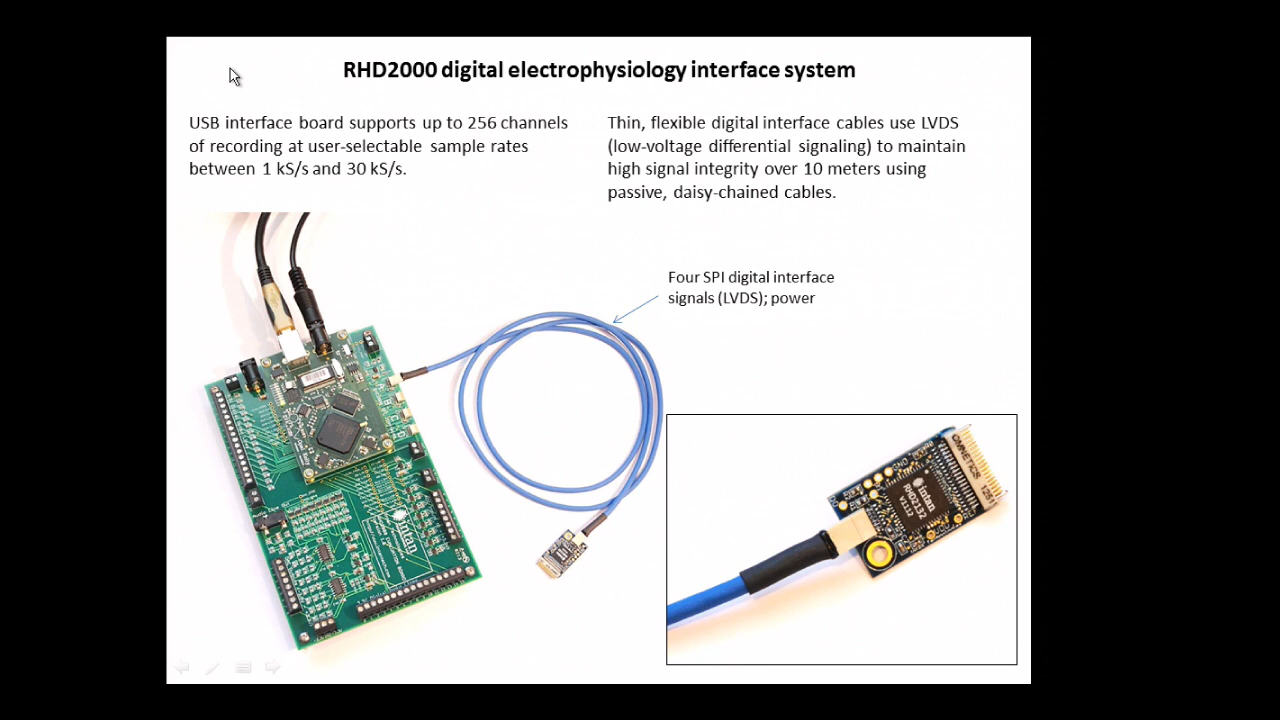 RHD2000 digital electrophysiology interface system
USB interface board supports up to 256 channels
of recording at user-selectable sample rates
between 1 kS/s and 30 kS/s.
Thin, flexible digital interface cables use LVDS
(low-voltage differential signaling) to maintain
high signal integrity over 10 meters using
passive, daisy-chained cables.
Four SPI digital interface
signals (LVDS); power
intan
GND
OMNETICS
intan
RHD2132